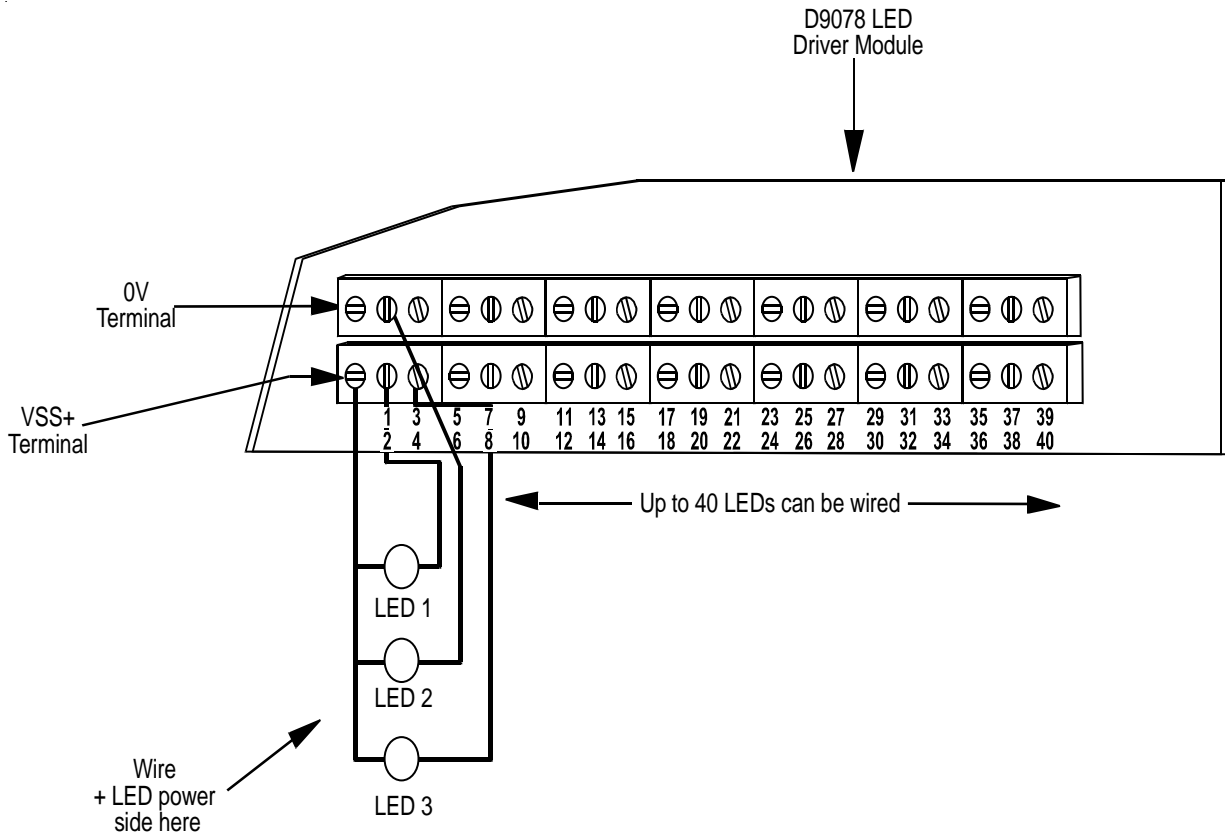 D9078 LED
Driver Module
0V
Terminal
VSS+
Terminal
1 3 5 7 9 11 13 15 17 19 21 23 25 27 29 31 33 35 37 39
2 4 6 8 10 12 14 16 18 20 22 24 26 28 30 32 34 36 38 40
Up to 40 LEDs can be wired
LED 1
LED 2
LED 3
Wire
+ LED power
side here